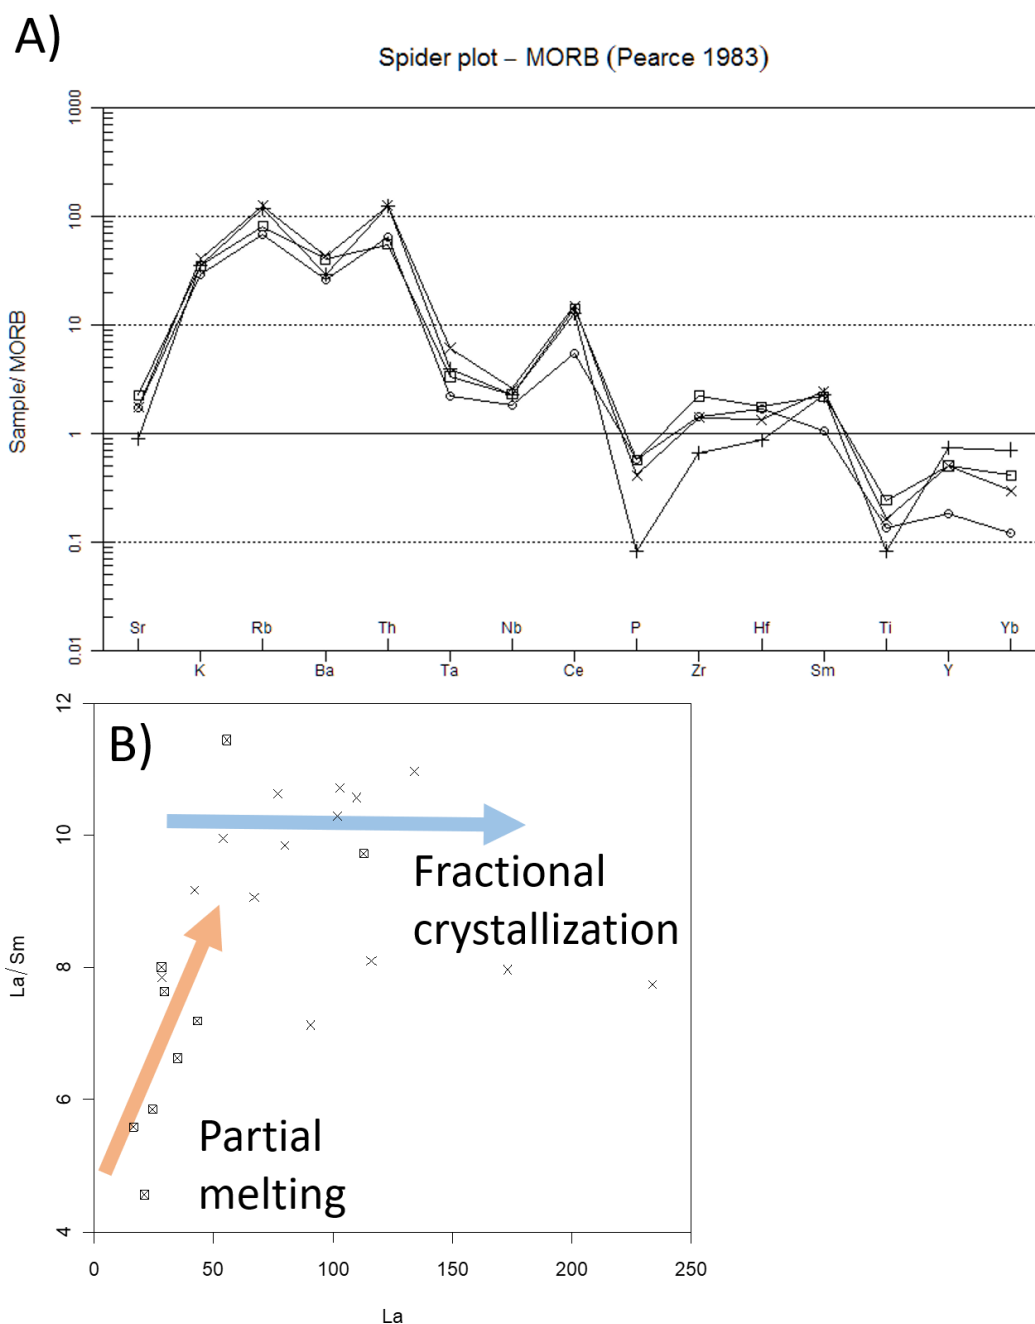 A)
Spider plot – MORB (Pearce 1983)
1000
100
10
1
0.1
0.01
Sample/ MORB
Sr Rb Th Nb P Hf Ti Yb
K Ba Ta Ce Zr Sm Y
B)
12
10
8
6
4
La/ Sm
Fractional
crystallization
Partial
melting
0 50 100 150 200 250
La